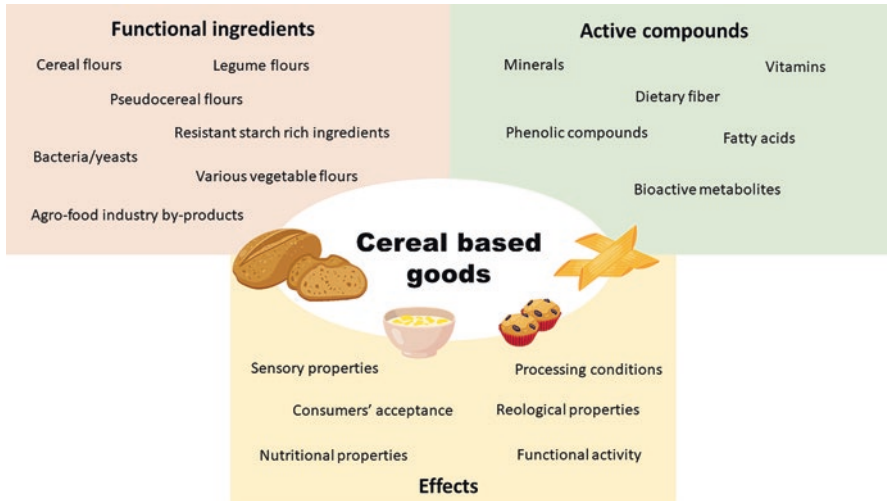 Functional ingredients
Cereal flours
Legume flours
Pseudocereal flours
Resistant starch rich ingredients
Bacteria/yeasts
Various vegetable flours
Agro-food industry by-products
Active compounds
Minerals
Vitamins
Dietary fiber
Phenolic compounds
Fatty acids
Bioactive metabolites
Cereal based
goods
Sensory properties
Processing conditions
Consumers' acceptance
Reological properties
Nutritional properties
Functional activity
Effects